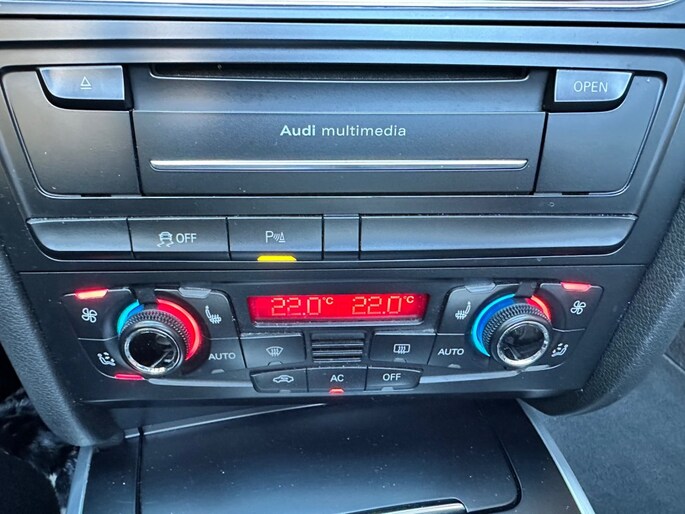 OPEN
Audi multimedia
OFF P
22.0°C 22.0°C
AUTO AUTO
AC OFF